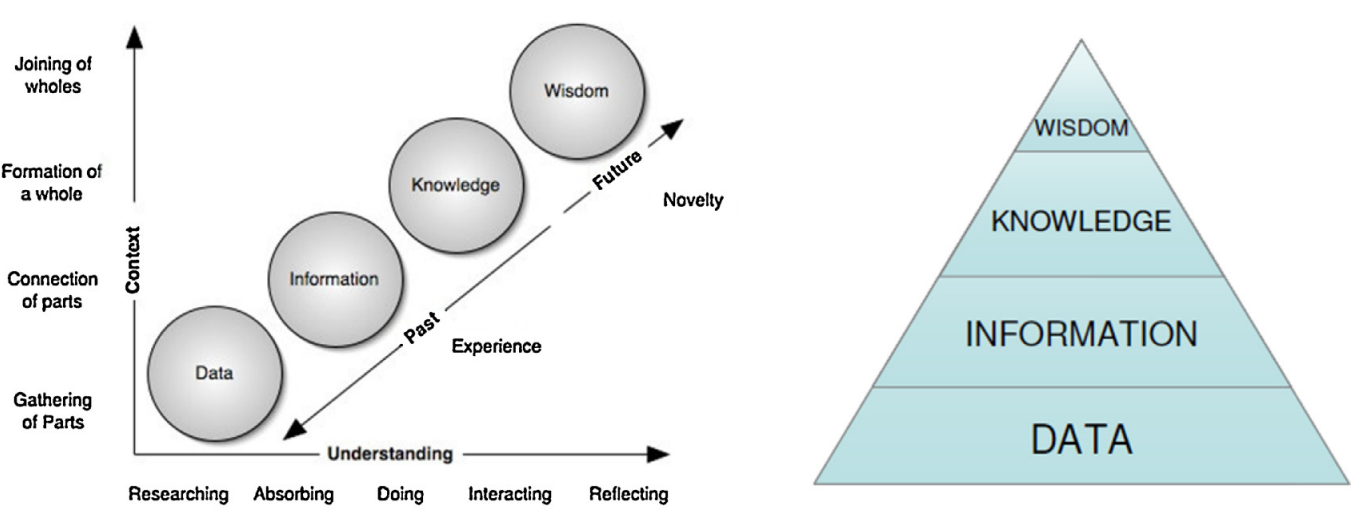 Joining of
wholes
Formation of
a whole
Connection
of parts
Gathering
of Parts
Context
Wisdom
Knowledge
Information
Data
Future
Novelty
Past
Experience
Understanding
Researching Absorbing Doing Interacting Reflecting
WISDOM
KNOWLEDGE
INFORMATION
DATA